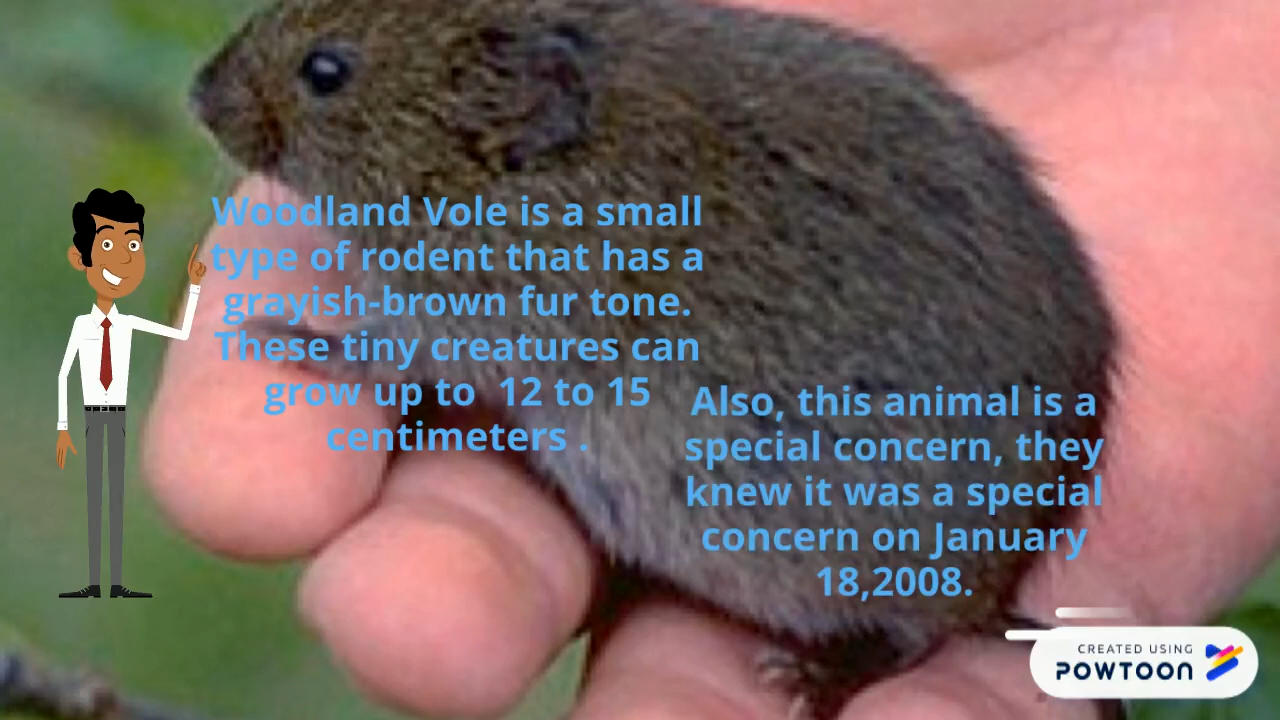 Woodland Vole is a small
type of rodent that has a
grayish-brown fur tone.
These tiny creatures can
grow up to  12 to 15
centimeters .
Also, this animal is a
special concern, they
knew it was a special
concern on January
18,2008.
CREATED USING
POWTOON